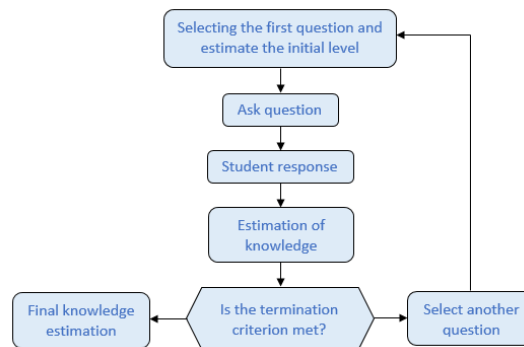 Selecting the first question and
estimate the initial level
Ask question
Student response
Estimation of
knowledge
Final knowledge
estimation
Is the termination
criterion met?
Select another
question